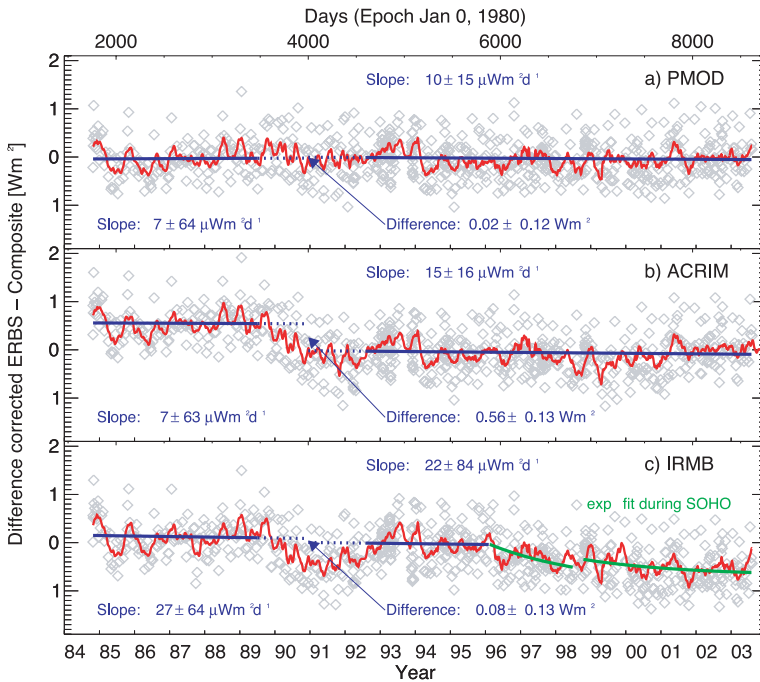 Days (Epoch Jan 0, 1980)
2000 4000 6000 8000
Difference corrected ERBS – Composite [Wm 2]
2
1
0
1
Slope: 10 ± 15 μWm 2d 1
a) PMOD
Slope: 7 ± 64 μWm 2d 1
Difference: 0.02 ± 0.12 Wm 2
2
1
0
1
Slope: 15 ± 16 μWm 2d 1
b) ACRIM
Slope: 7 ± 63 μWm 2d 1
Difference: 0.56 ± 0.13 Wm 2
2
1
0
1
Slope: 22 ± 84 μWm 2d 1
c) IRMB
exp fit during SOHO
Slope: 27 ± 64 μWm 2d 1
Difference: 0.08 ± 0.13 Wm 2
84 85 86 87 88 89 90 91 92 93 94 95 96 97 98 99 00 01 02 03
Year